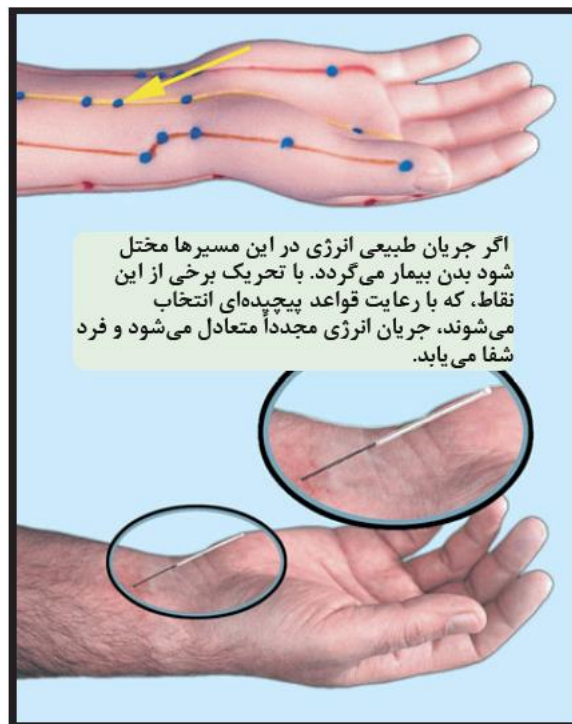 اگر جریان طبیعی انرژی در این مسیرها مختل
شود بدن بیمار می‌گردد. با تحریک برخی از این
نقاط، که با رعایت قواعد پیچیده‌ای انتخاب
می‌شوند، جریان انرژی مجدداً متعادل می‌شود و فرد
شفا می‌یابد.